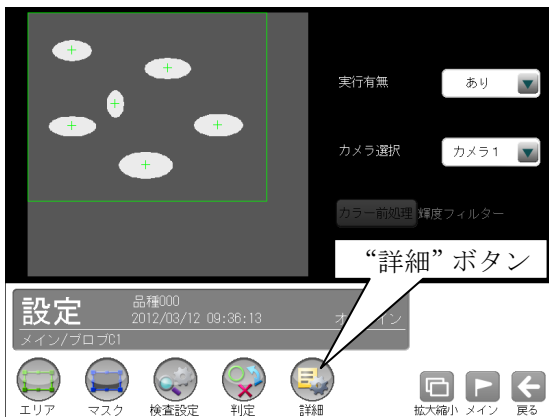 実行有無
あり
カメラ選択
カメラ1
カラー前処理 輝度フィルター
“詳細” ボタン
設定
品種000
2012/03/12 09:36:13
オ
イン
メイン/ブロブC1
エリア
マスク
検査設定
判定
詳細
拡大縮小
メイン
戻る